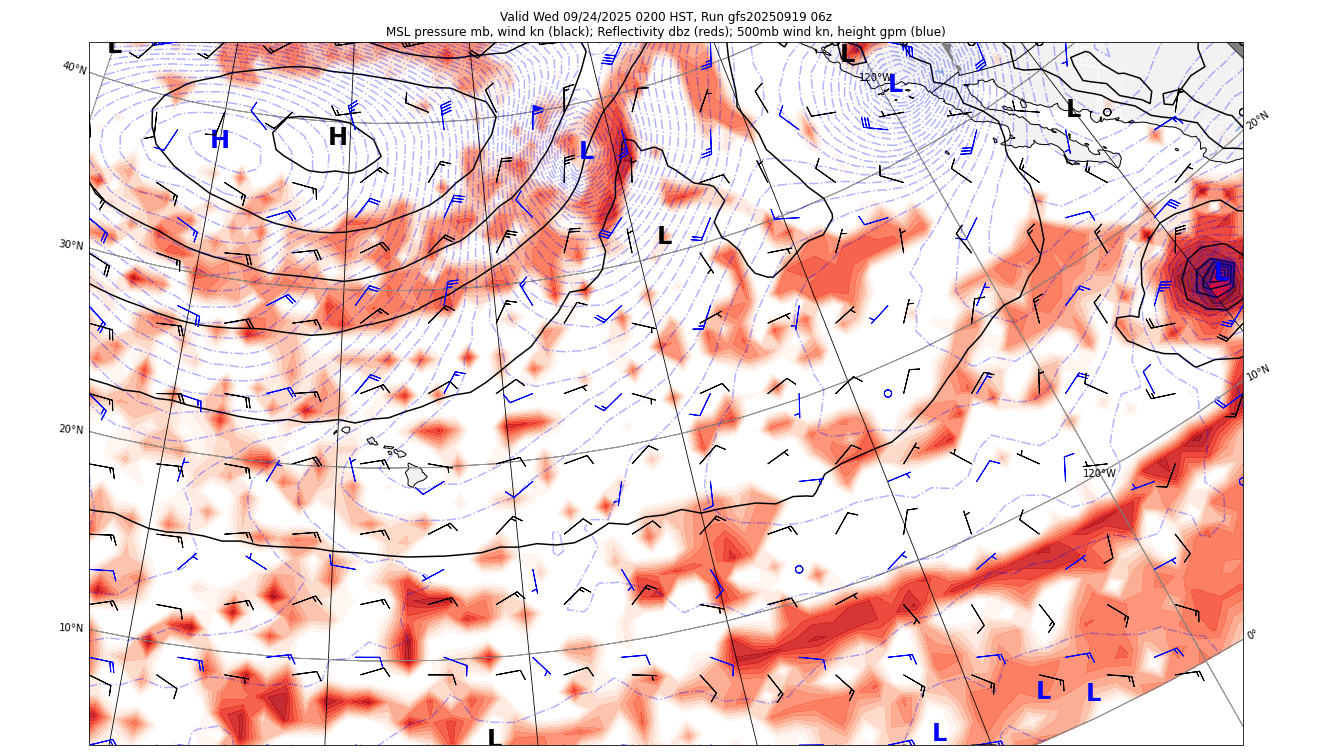 Valid Wed 09/24/2025 0200 HST, Run gfs20250919 06z
MSL pressure mb, wind kn (black); Reflectivity dbz (reds); 500mb wind kn, height gpm (blue)
L
L
40°N
120°W
L
L
20°N
H
H
L
L
30°N
10°N
20°N
120°W
10°N
0°
L
L
L
L